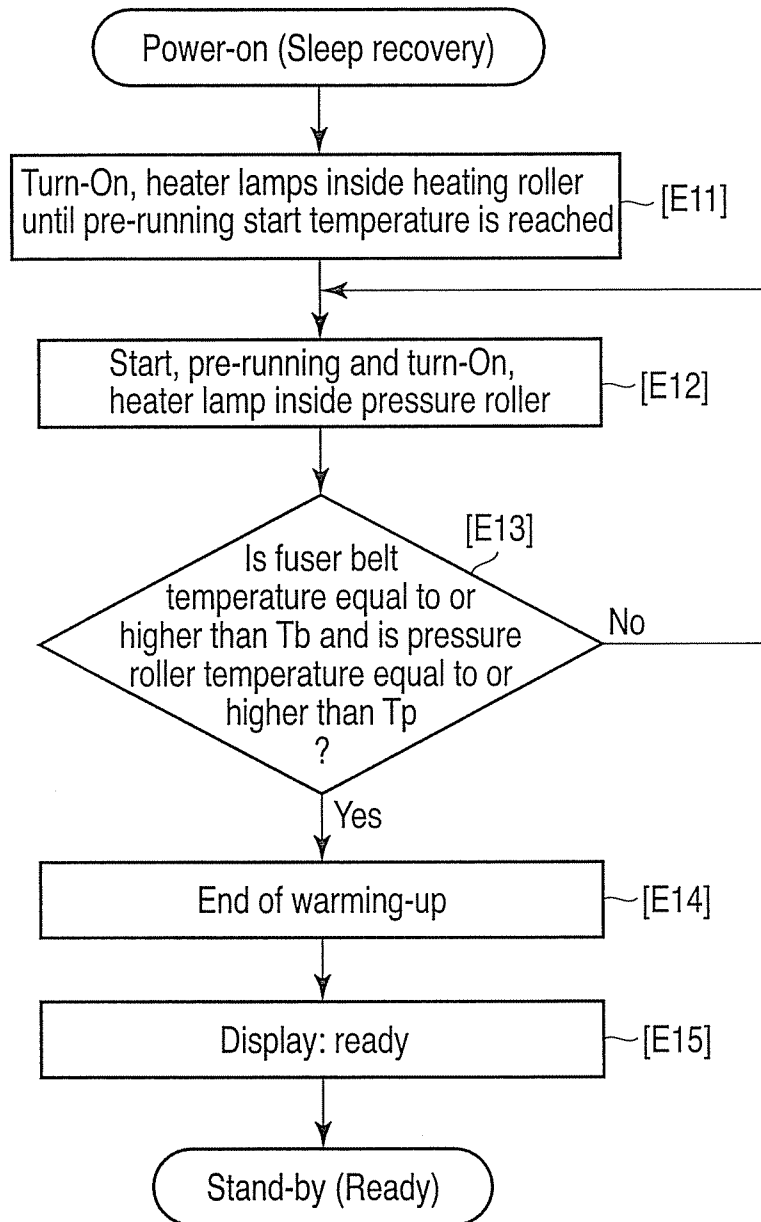 Power-on (Sleep recovery)
Turn-On, heater lamps inside heating roller
until pre-running start temperature is reached
[E11]
Start, pre-running and turn-On,
heater lamp inside pressure roller
[E12]
[E13]
Is fuser belt
temperature equal to or
higher than Tb and is pressure
roller temperature equal to or
higher than Tp
?
No
Yes
End of warming-up
[E14]
Display: ready
[E15]
Stand-by (Ready)